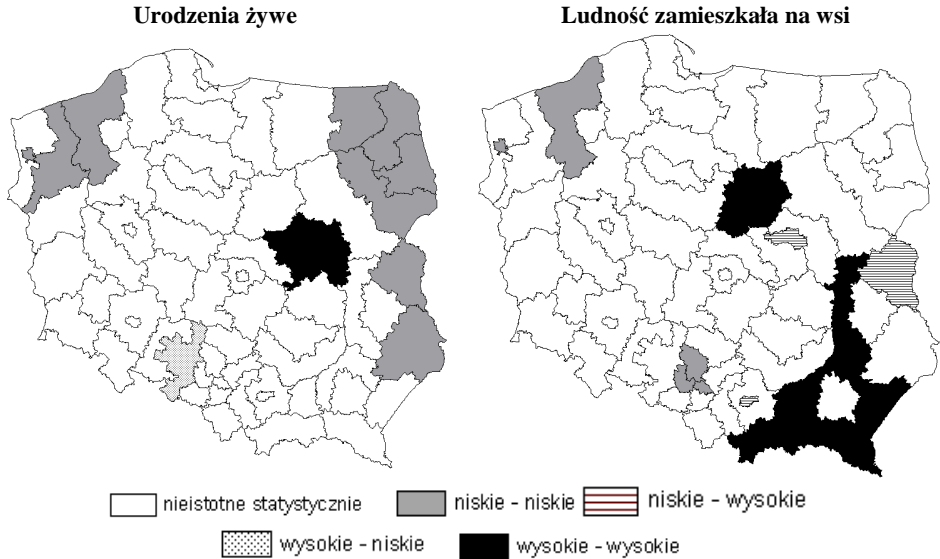 Urodzenia żywe
Ludność zamieszkała na wsi
nieistotne statystycznie
niskie - niskie
niskie - wysokie
wysokie - niskie
wysokie - wysokie